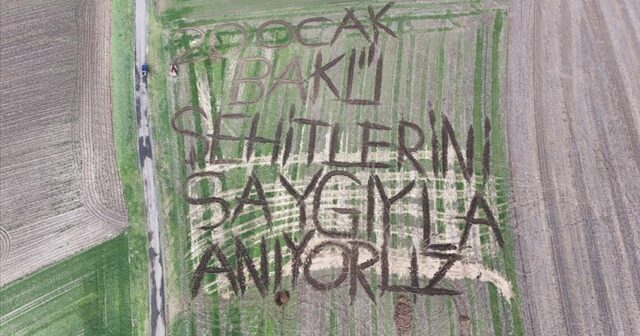 20 OCAK
BAKÜ
ŞEHİTLERİNİ
SAYGIYLA
ANIYORUZ